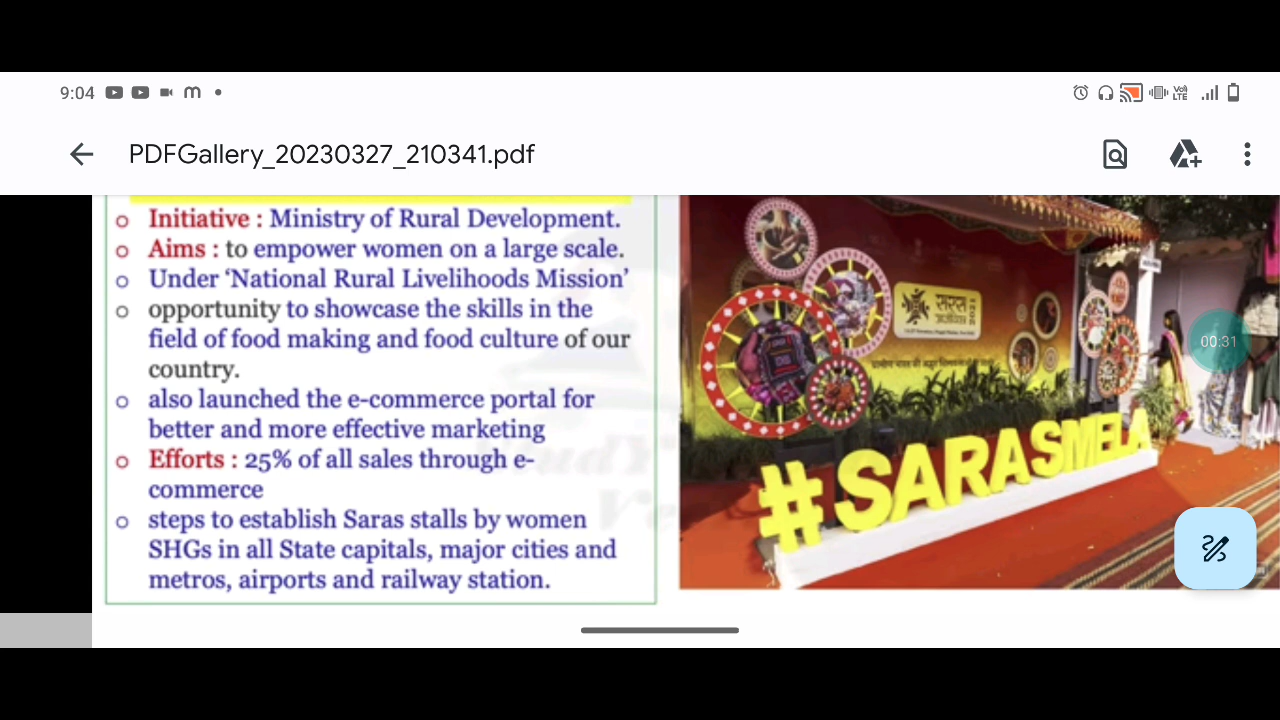 9:04
VoJ
LTE
PDFGallery_20230327_210341.pdf
Initiative : Ministry of Rural Development.
Aims : to empower women on a large scale.
Under ‘National Rural Livelihoods Mission’
opportunity to showcase the skills in the
field of food making and food culture of our
country.
also launched the e-commerce portal for
better and more effective marketing
Efforts : 25% of all sales through e-
commerce
steps to establish Saras stalls by women
SHGs in all State capitals, major cities and
metros, airports and railway station.
सरस
2021
#SARASMELA
00:31